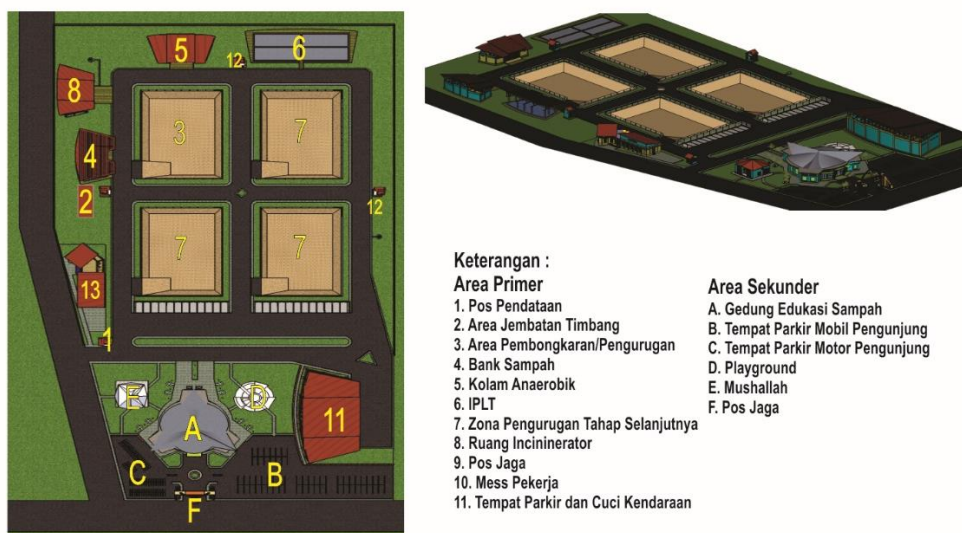 5
6
12
8
3
7
4
2
12
7
7
13
1
E
D
A
11
C
B
F
Keterangan :
Area Primer
1. Pos Pendataan
2. Area Jembatan Timbang
3. Area Pembongkaran/Pengurugan
4. Bank Sampah
5. Kolam Anaerobik
6. IPLT
7. Zona Pengurugan Tahap Selanjutnya
8. Ruang Incininerator
9. Pos Jaga
10. Mess Pekerja
11. Tempat Parkir dan Cuci Kendaraan
Area Sekunder
A. Gedung Edukasi Sampah
B. Tempat Parkir Mobil Pengunjung
C. Tempat Parkir Motor Pengunjung
D. Playground
E. Mushallah
F. Pos Jaga